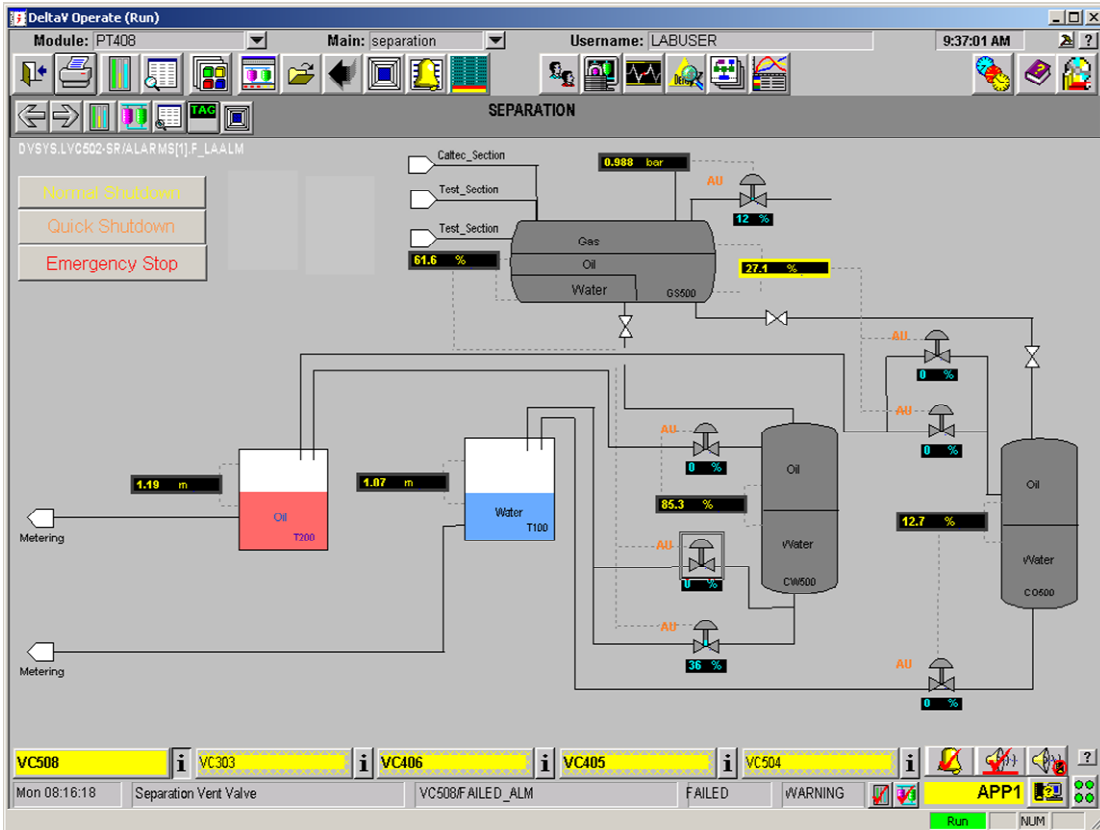 DeltaV Operate (Run)
Module: PT408 Main: separation Username: LABUSER 9:37:01 AM ?
TAG
SEPARATION
DVSYS.LVC502-SR/ALARMS[1].F_LAALM
Normal Shutdown
Quick Shutdown
Emergency Stop
Caltec_Section
Test_Section
Test_Section
0.988 bar
AU
12 %
61.6 %
Gas
Oil
Water
GS500
27.1 %
AU
0 %
AU
0 %
AU
0 %
Oil
85.3 %
Water
CW500
AU
0 %
AU
36 %
Oil
12.7 %
Water
CO500
AU
0 %
1.19 m
Oil
T200
1.07 m
Water
T100
Metering
Metering
VC508 i VC303 i VC406 i VC405 i VC504 i ?
Mon 08:16:18 Separation Vent Valve VC508/FAILED_ALM FAILED WARNING APP1
Run NUM